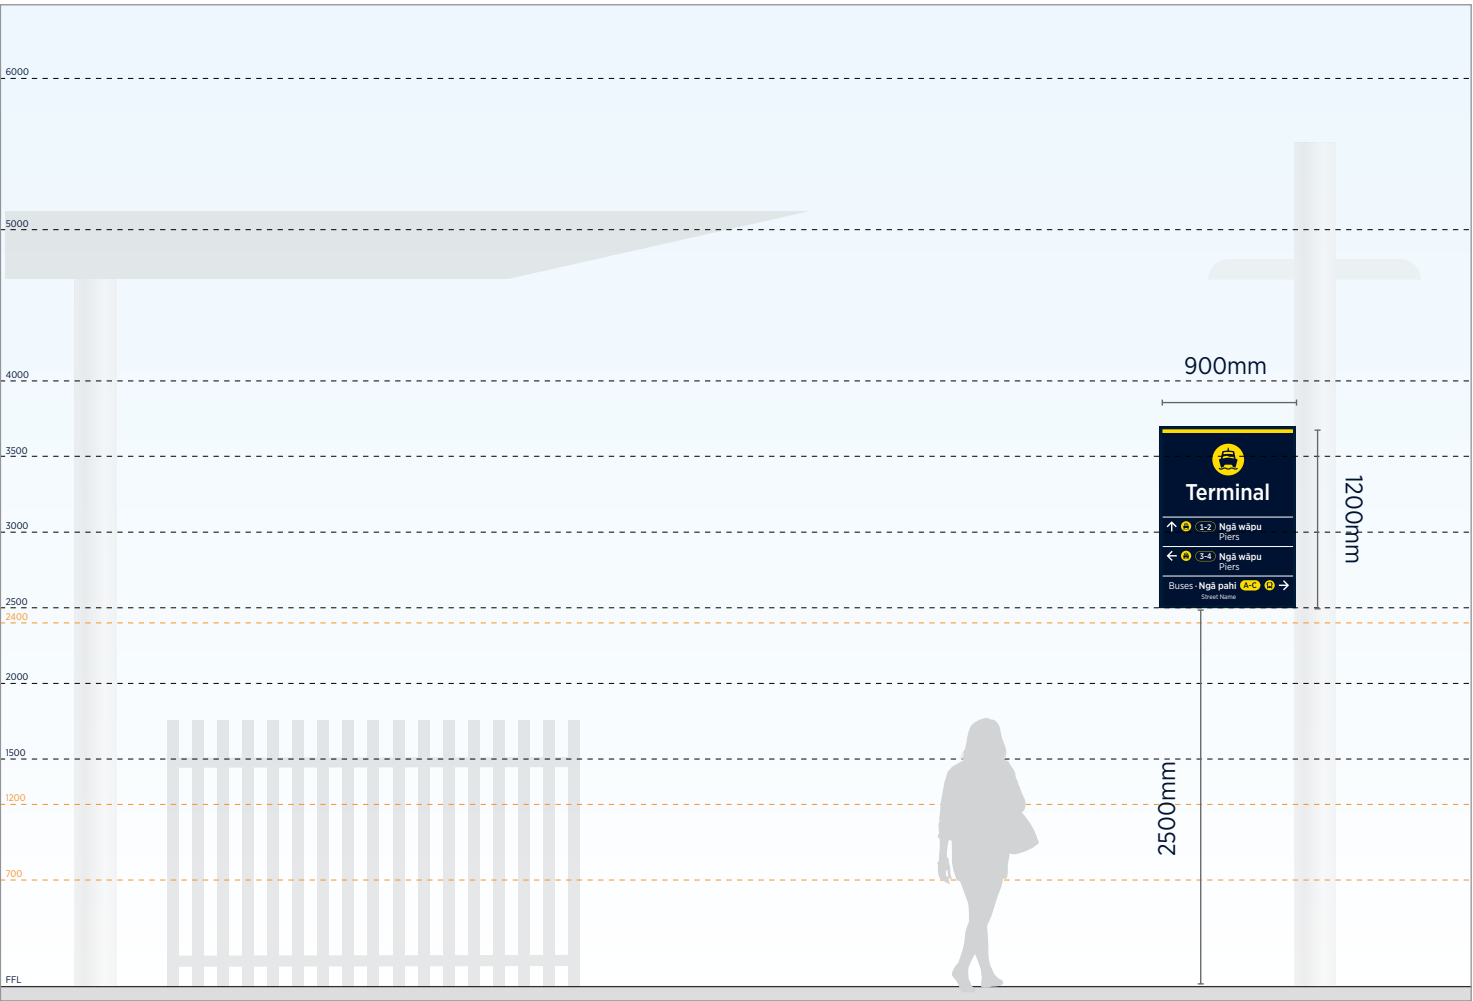 6000
5000
4000
900mm
3500
1200mm
Terminal
3000
1-2 Ngā wāpu
Piers
3-4 Ngā wāpu
Piers
Buses · Ngā pahi A-C
Street Name
2500
2400
2000
1500
2500mm
1200
700
FFL